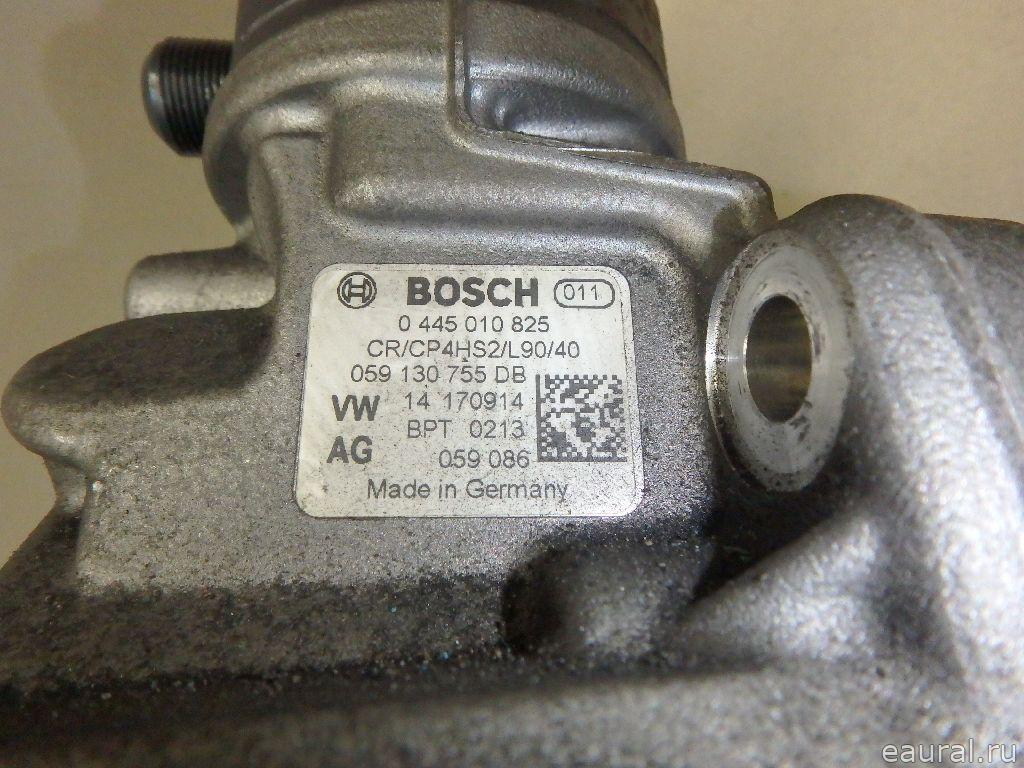 BOSCH 011
0 445 010 825
CR/CP4HS2/L90/40
059 130 755 DB
VW 14 170914
BPT 0213
AG 059 086
Made in Germany
eaural.ru